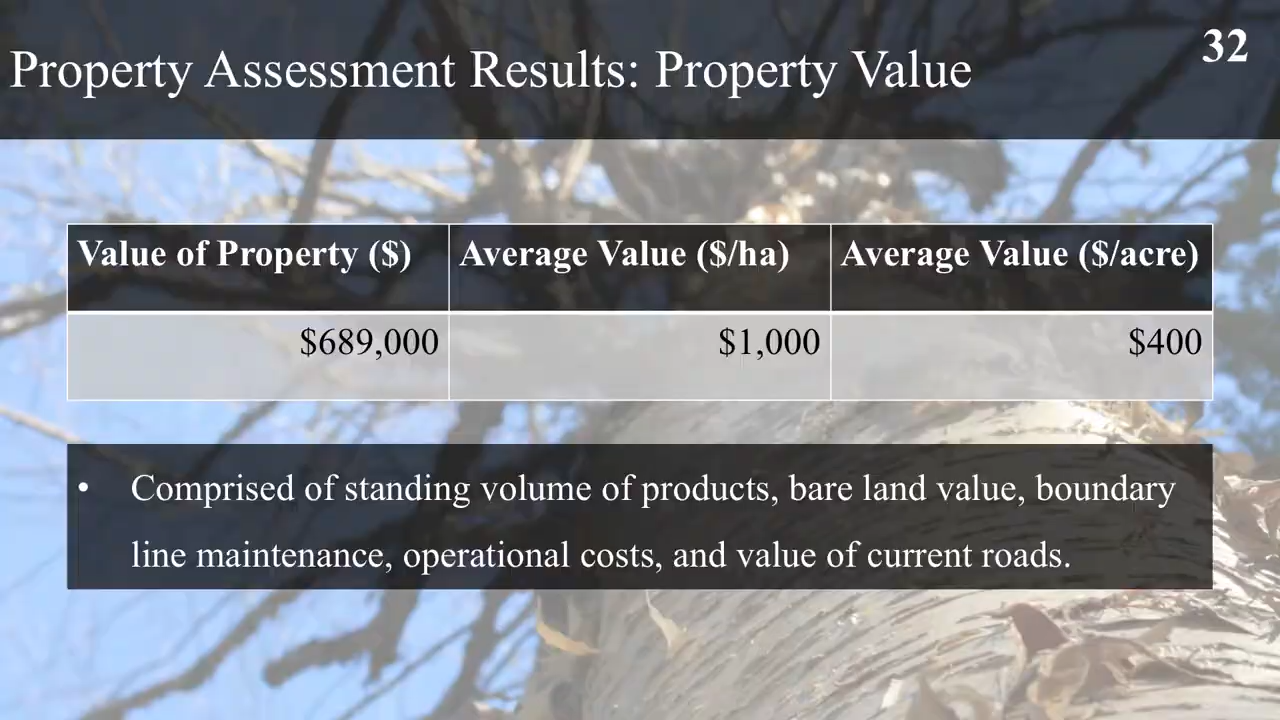 Property Assessment Results: Property Value
32
Value of Property ($) Average Value ($/ha) Average Value ($/acre)
$689,000 $1,000 $400
• Comprised of standing volume of products, bare land value, boundary
line maintenance, operational costs, and value of current roads.